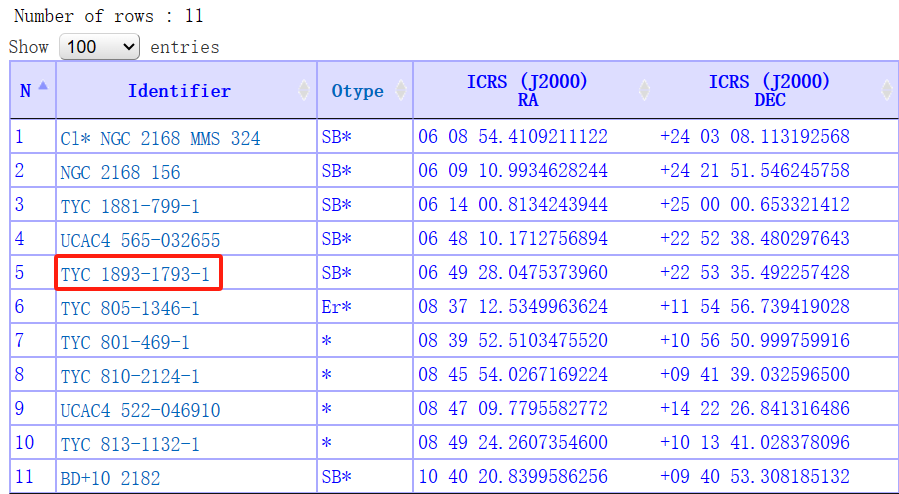 Number of rows : 11
Show 100 entries
N Identifier Otype ICRS (J2000) RA ICRS (J2000) DEC
1 Cl* NGC 2168 MMS 324 SB* 06 08 54.4109211122 +24 03 08.113192568
2 NGC 2168 156 SB* 06 09 10.9934628244 +24 21 51.546245758
3 TYC 1881-799-1 SB* 06 14 00.8134243944 +25 00 00.653321412
4 UCAC4 565-032655 SB* 06 48 10.1712756894 +22 52 38.480297643
5 TYC 1893-1793-1 SB* 06 49 28.0475373960 +22 53 35.492257428
6 TYC 805-1346-1 Er* 08 37 12.5349963624 +11 54 56.739419028
7 TYC 801-469-1 * 08 39 52.5103475520 +10 56 50.999759916
8 TYC 810-2124-1 * 08 45 54.0267169224 +09 41 39.032596500
9 UCAC4 522-046910 * 08 47 09.7795582772 +14 22 26.841316486
10 TYC 813-1132-1 * 08 49 24.2607354600 +10 13 41.028378096
11 BD+10 2182 SB* 10 40 20.8399586256 +09 40 53.308185132